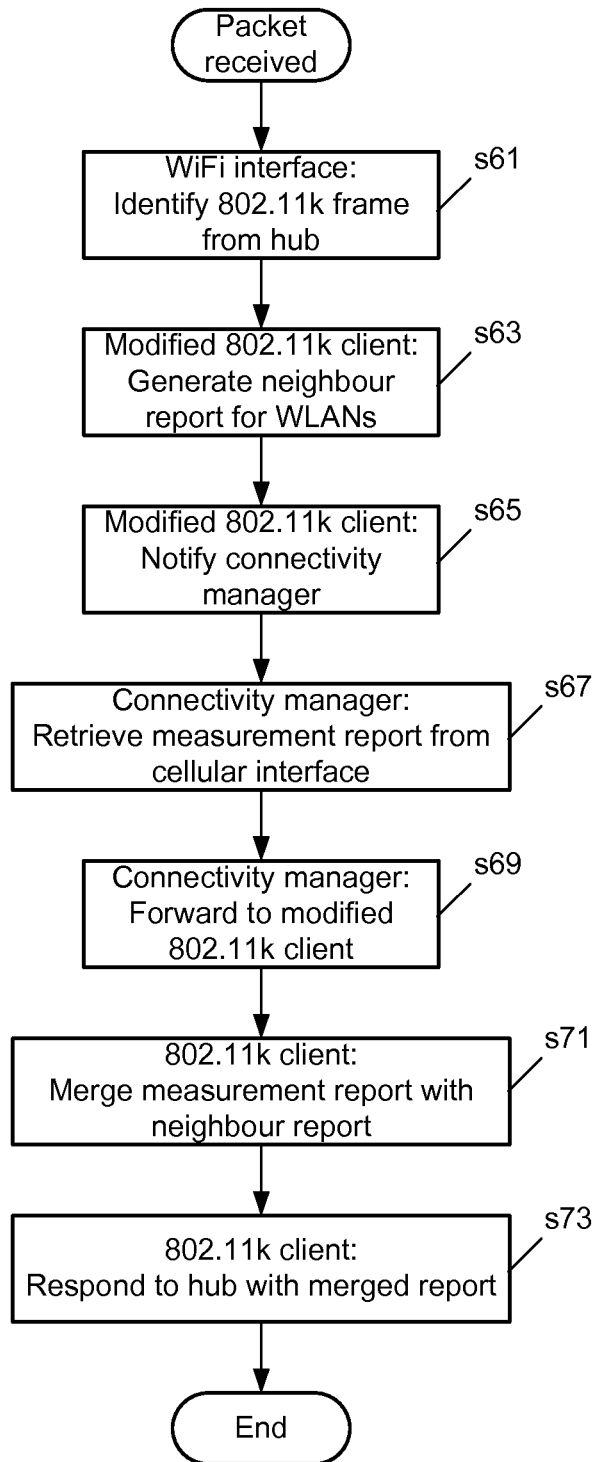 Packet
received
WiFi interface:
Identify 802.11k frame
from hub
s61
Modified 802.11k client:
Generate neighbour
report for WLANs
s63
Modified 802.11k client:
Notify connectivity
manager
s65
Connectivity manager:
Retrieve measurement report from
cellular interface
s67
Connectivity manager:
Forward to modified
802.11k client
s69
802.11k client:
Merge measurement report with
neighbour report
s71
802.11k client:
Respond to hub with merged report
s73
End